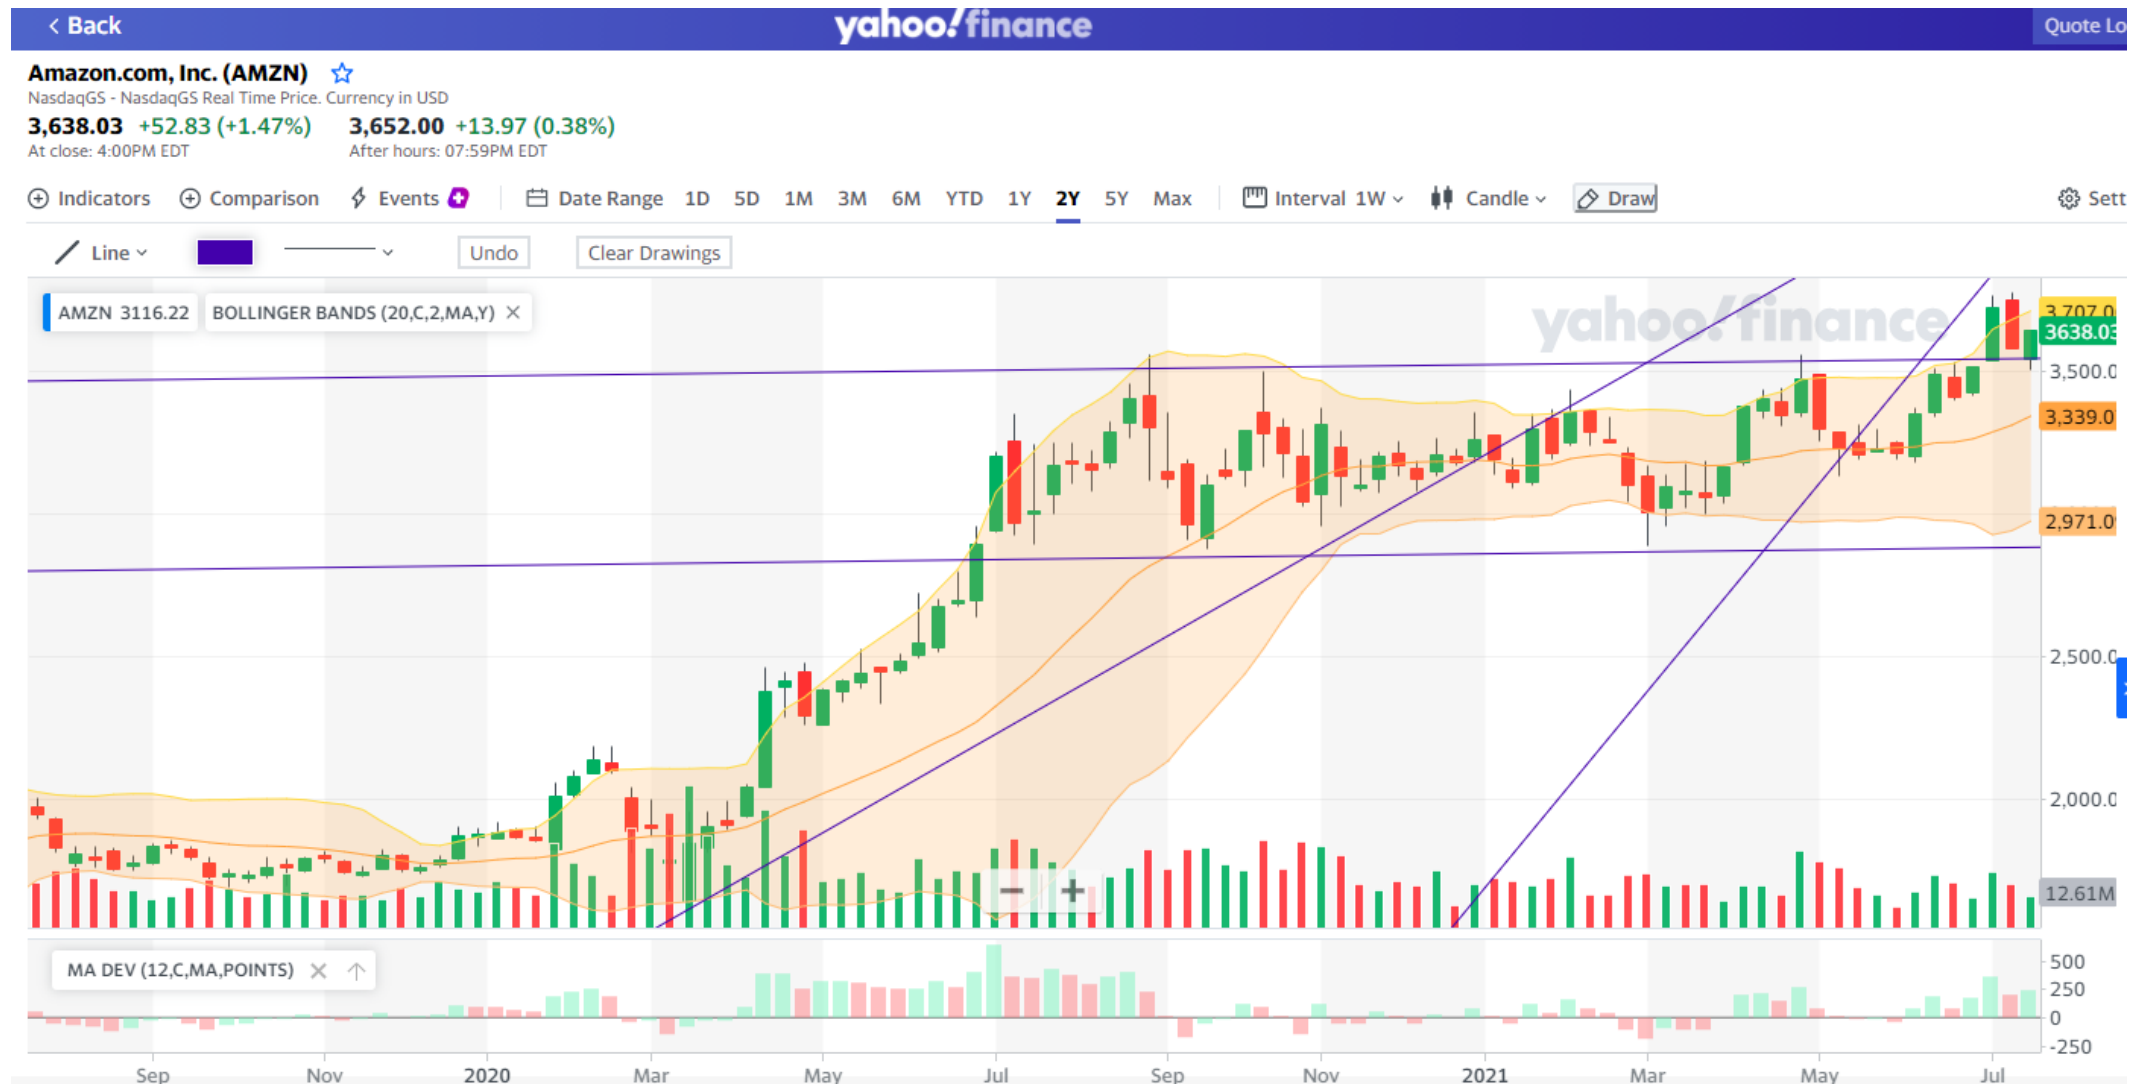 Back
yahoo!finance
Quote Lo
Amazon.com, Inc. (AMZN)
NasdaqGS - NasdaqGS Real Time Price. Currency in USD
3,638.03 +52.83 (+1.47%) 3,652.00 +13.97 (0.38%)
At close: 4:00PM EDT After hours: 07:59PM EDT
Indicators Comparison Events Date Range 1D 5D 1M 3M 6M YTD 1Y 2Y 5Y Max Interval 1W Candle Draw Sett
Line Undo Clear Drawings
AMZN 3116.22 BOLLINGER BANDS (20,C,2,MA,Y)
yahoo!finance
3,707.0
3638.03
3,500.0
3,339.0
2,971.0
2,500.0
2,000.0
12.61M
MA DEV (12,C,MA,POINTS)
500
250
0
-250
Sep Nov 2020 Mar May Jul Sep Nov 2021 Mar May Jul